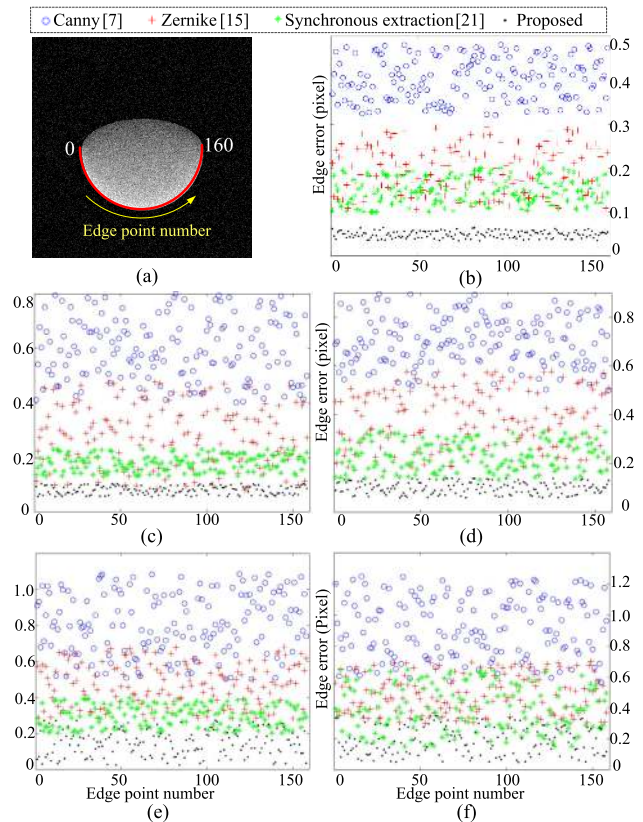 Canny [7] Zernike [15] Synchronous extraction [21] Proposed
0 160
Edge point number
(a)
Edge error (pixel)
0.5
0.4
0.3
0.2
0.1
0
0 50 100 150
(b)
0.8
0.6
0.4
0.2
0
0 50 100 150
(c)
Edge error (pixel)
0.8
0.6
0.4
0.2
0
0 50 100 150
(d)
1.0
0.8
0.6
0.4
0.2
0
0 50 100 150
Edge point number
(e)
Edge error (Pixel)
1.2
1.0
0.8
0.6
0.4
0.2
0
0 50 100 150
Edge point number
(f)